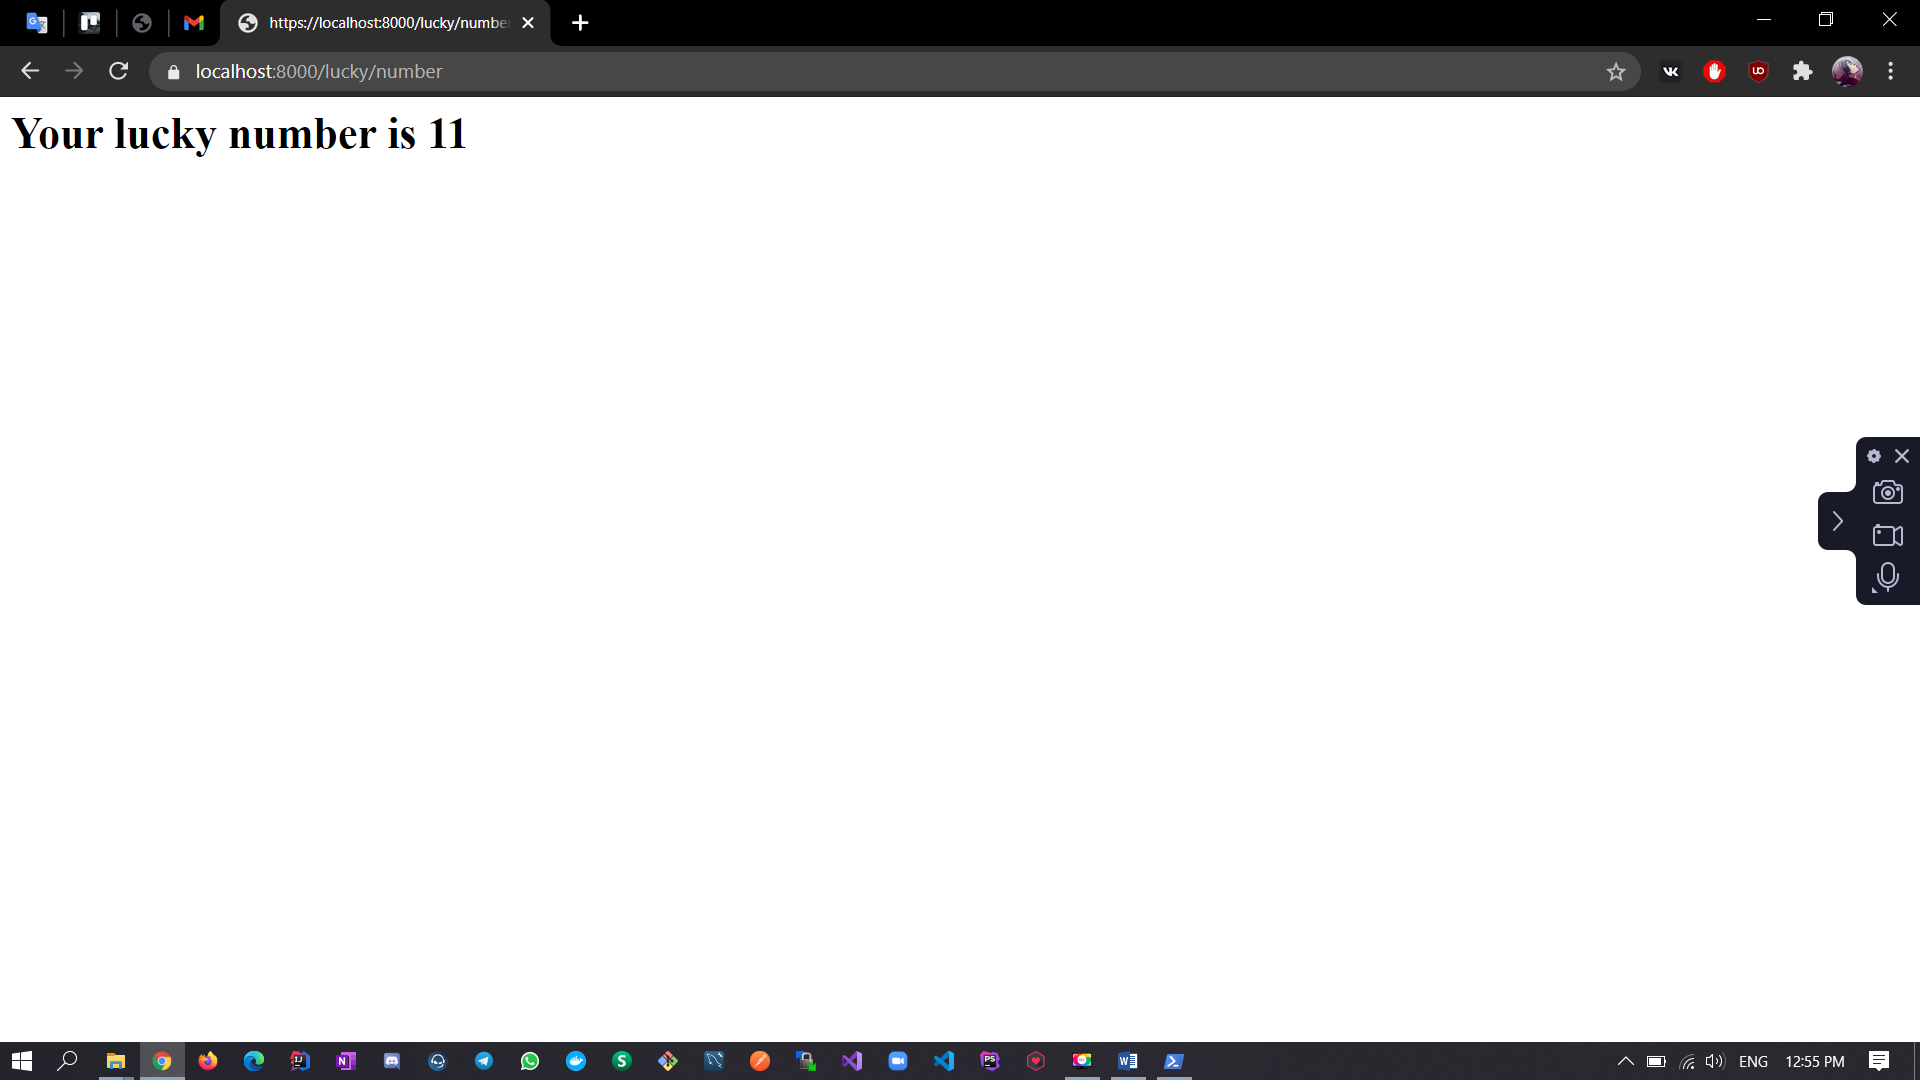 https://localhost:8000/lucky/numbe
localhost:8000/lucky/number
Your lucky number is 11
ENG 12:55 PM